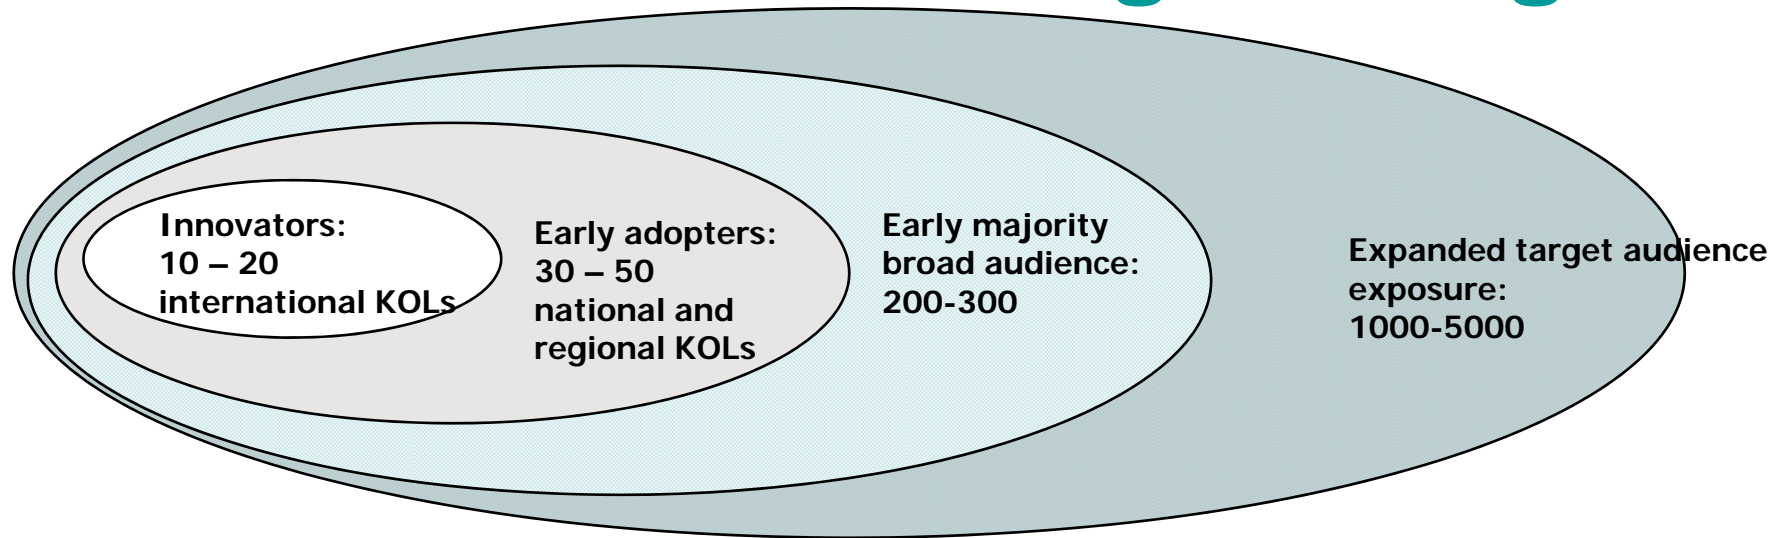 Innovators:
10 – 20
international KOLs
Early adopters:
30 – 50
national and
regional KOLs
Early majority
broad audience:
200-300
Expanded target audience
exposure:
1000-5000